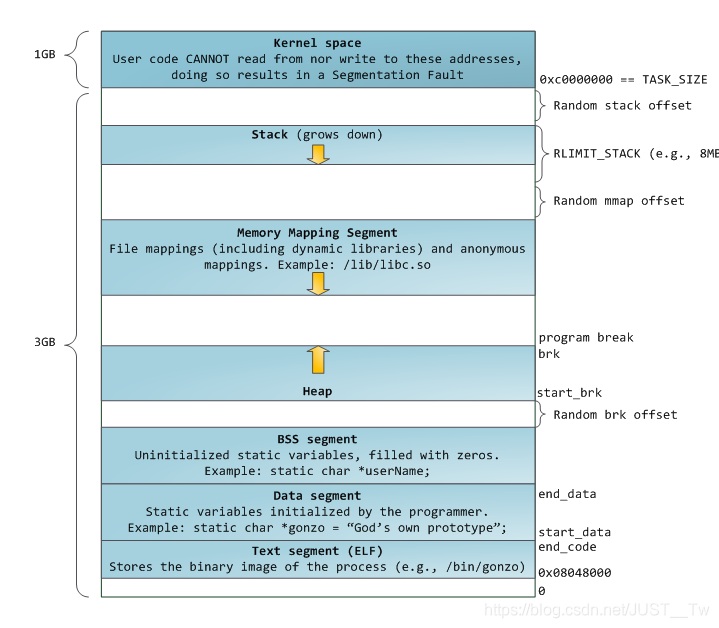 Kernel space
1GB
User code CANNOT read from nor write to these addresses,
doing so results in a Segmentation Fault
0xc0000000 == TASK_SIZE
Random stack offset
Stack (grows down)
RLIMIT_STACK (e.g., 8MB
Random mmap offset
Memory Mapping Segment
File mappings (including dynamic libraries) and anonymous
mappings. Example: /lib/libc.so
program break
3GB
brk
Heap
start_brk
Random brk offset
BSS segment
Uninitialized static variables, filled with zeros.
Example: static char *userName;
Data segment
end_data
Static variables initialized by the programmer.
Example: static char *gonzo = “God’s own prototype”;
start_data
end_code
Text segment (ELF)
Stores the binary image of the process (e.g., /bin/gonzo)
0x08048000
0
https://blog.csdn.net/JUST__Tw